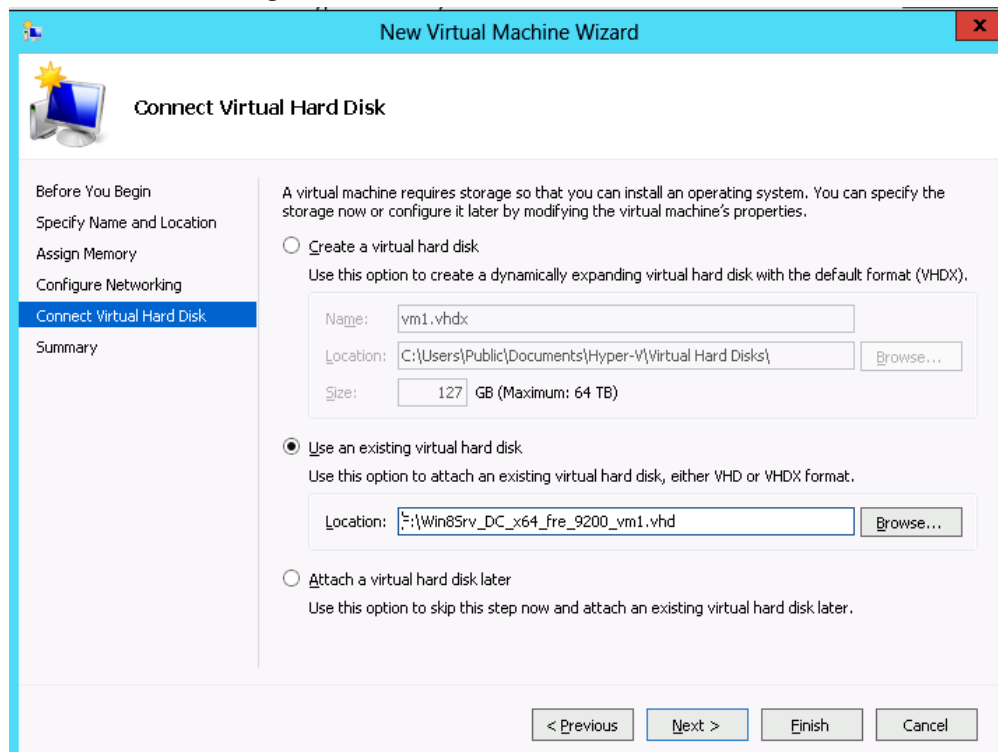 New Virtual Machine Wizard
x
Connect Virtual Hard Disk
Before You Begin
Specify Name and Location
Assign Memory
Configure Networking
Connect Virtual Hard Disk
Summary
A virtual machine requires storage so that you can install an operating system. You can specify the
storage now or configure it later by modifying the virtual machine's properties.
Create a virtual hard disk
Use this option to create a dynamically expanding virtual hard disk with the default format (VHDX).
Name: vm1.vhdx
Location: C:\Users\Public\Documents\Hyper-V\Virtual Hard Disks\ Browse...
Size: 127 GB (Maximum: 64 TB)
Use an existing virtual hard disk
Use this option to attach an existing virtual hard disk, either VHD or VHDX format.
Location: F:\Win8Srv_DC_x64_fre_9200_vm1.vhd Browse...
Attach a virtual hard disk later
Use this option to skip this step now and attach an existing virtual hard disk later.
< Previous Next > Finish Cancel